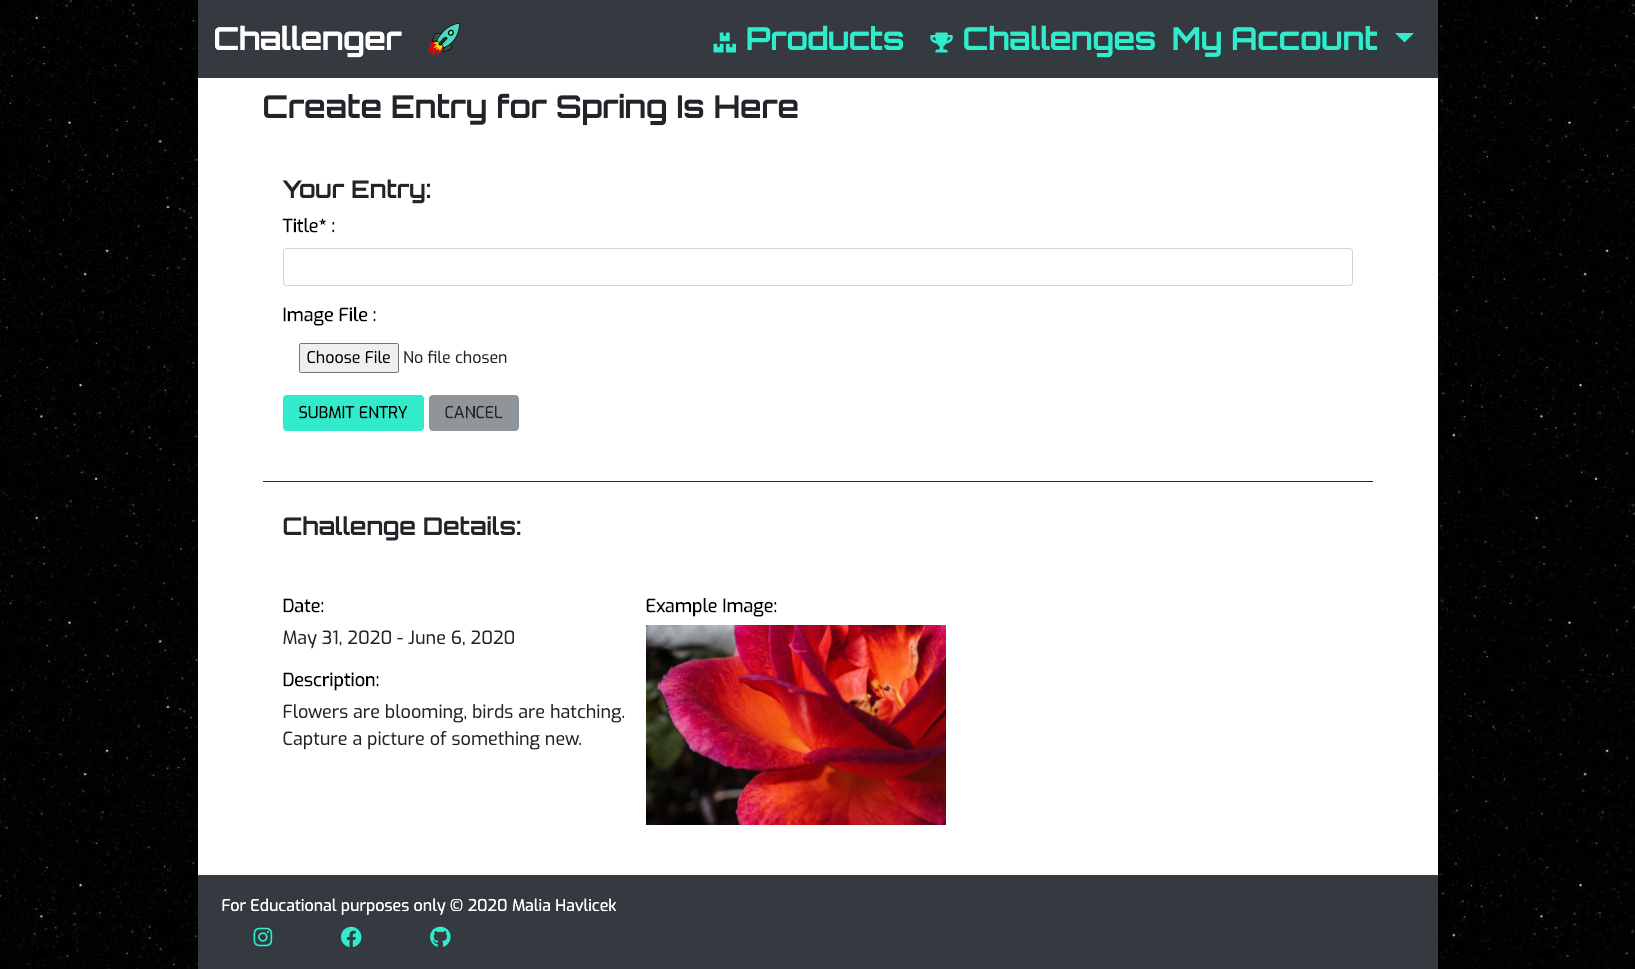 Challenger
Products
Challenges
My Account
Create Entry for Spring Is Here
Your Entry:
Title* :
Image File :
Choose File No file chosen
SUBMIT ENTRY
CANCEL
Challenge Details:
Date:
May 31, 2020 - June 6, 2020
Description:
Flowers are blooming, birds are hatching.
Capture a picture of something new.
Example Image:
For Educational purposes only © 2020 Malia Havlicek